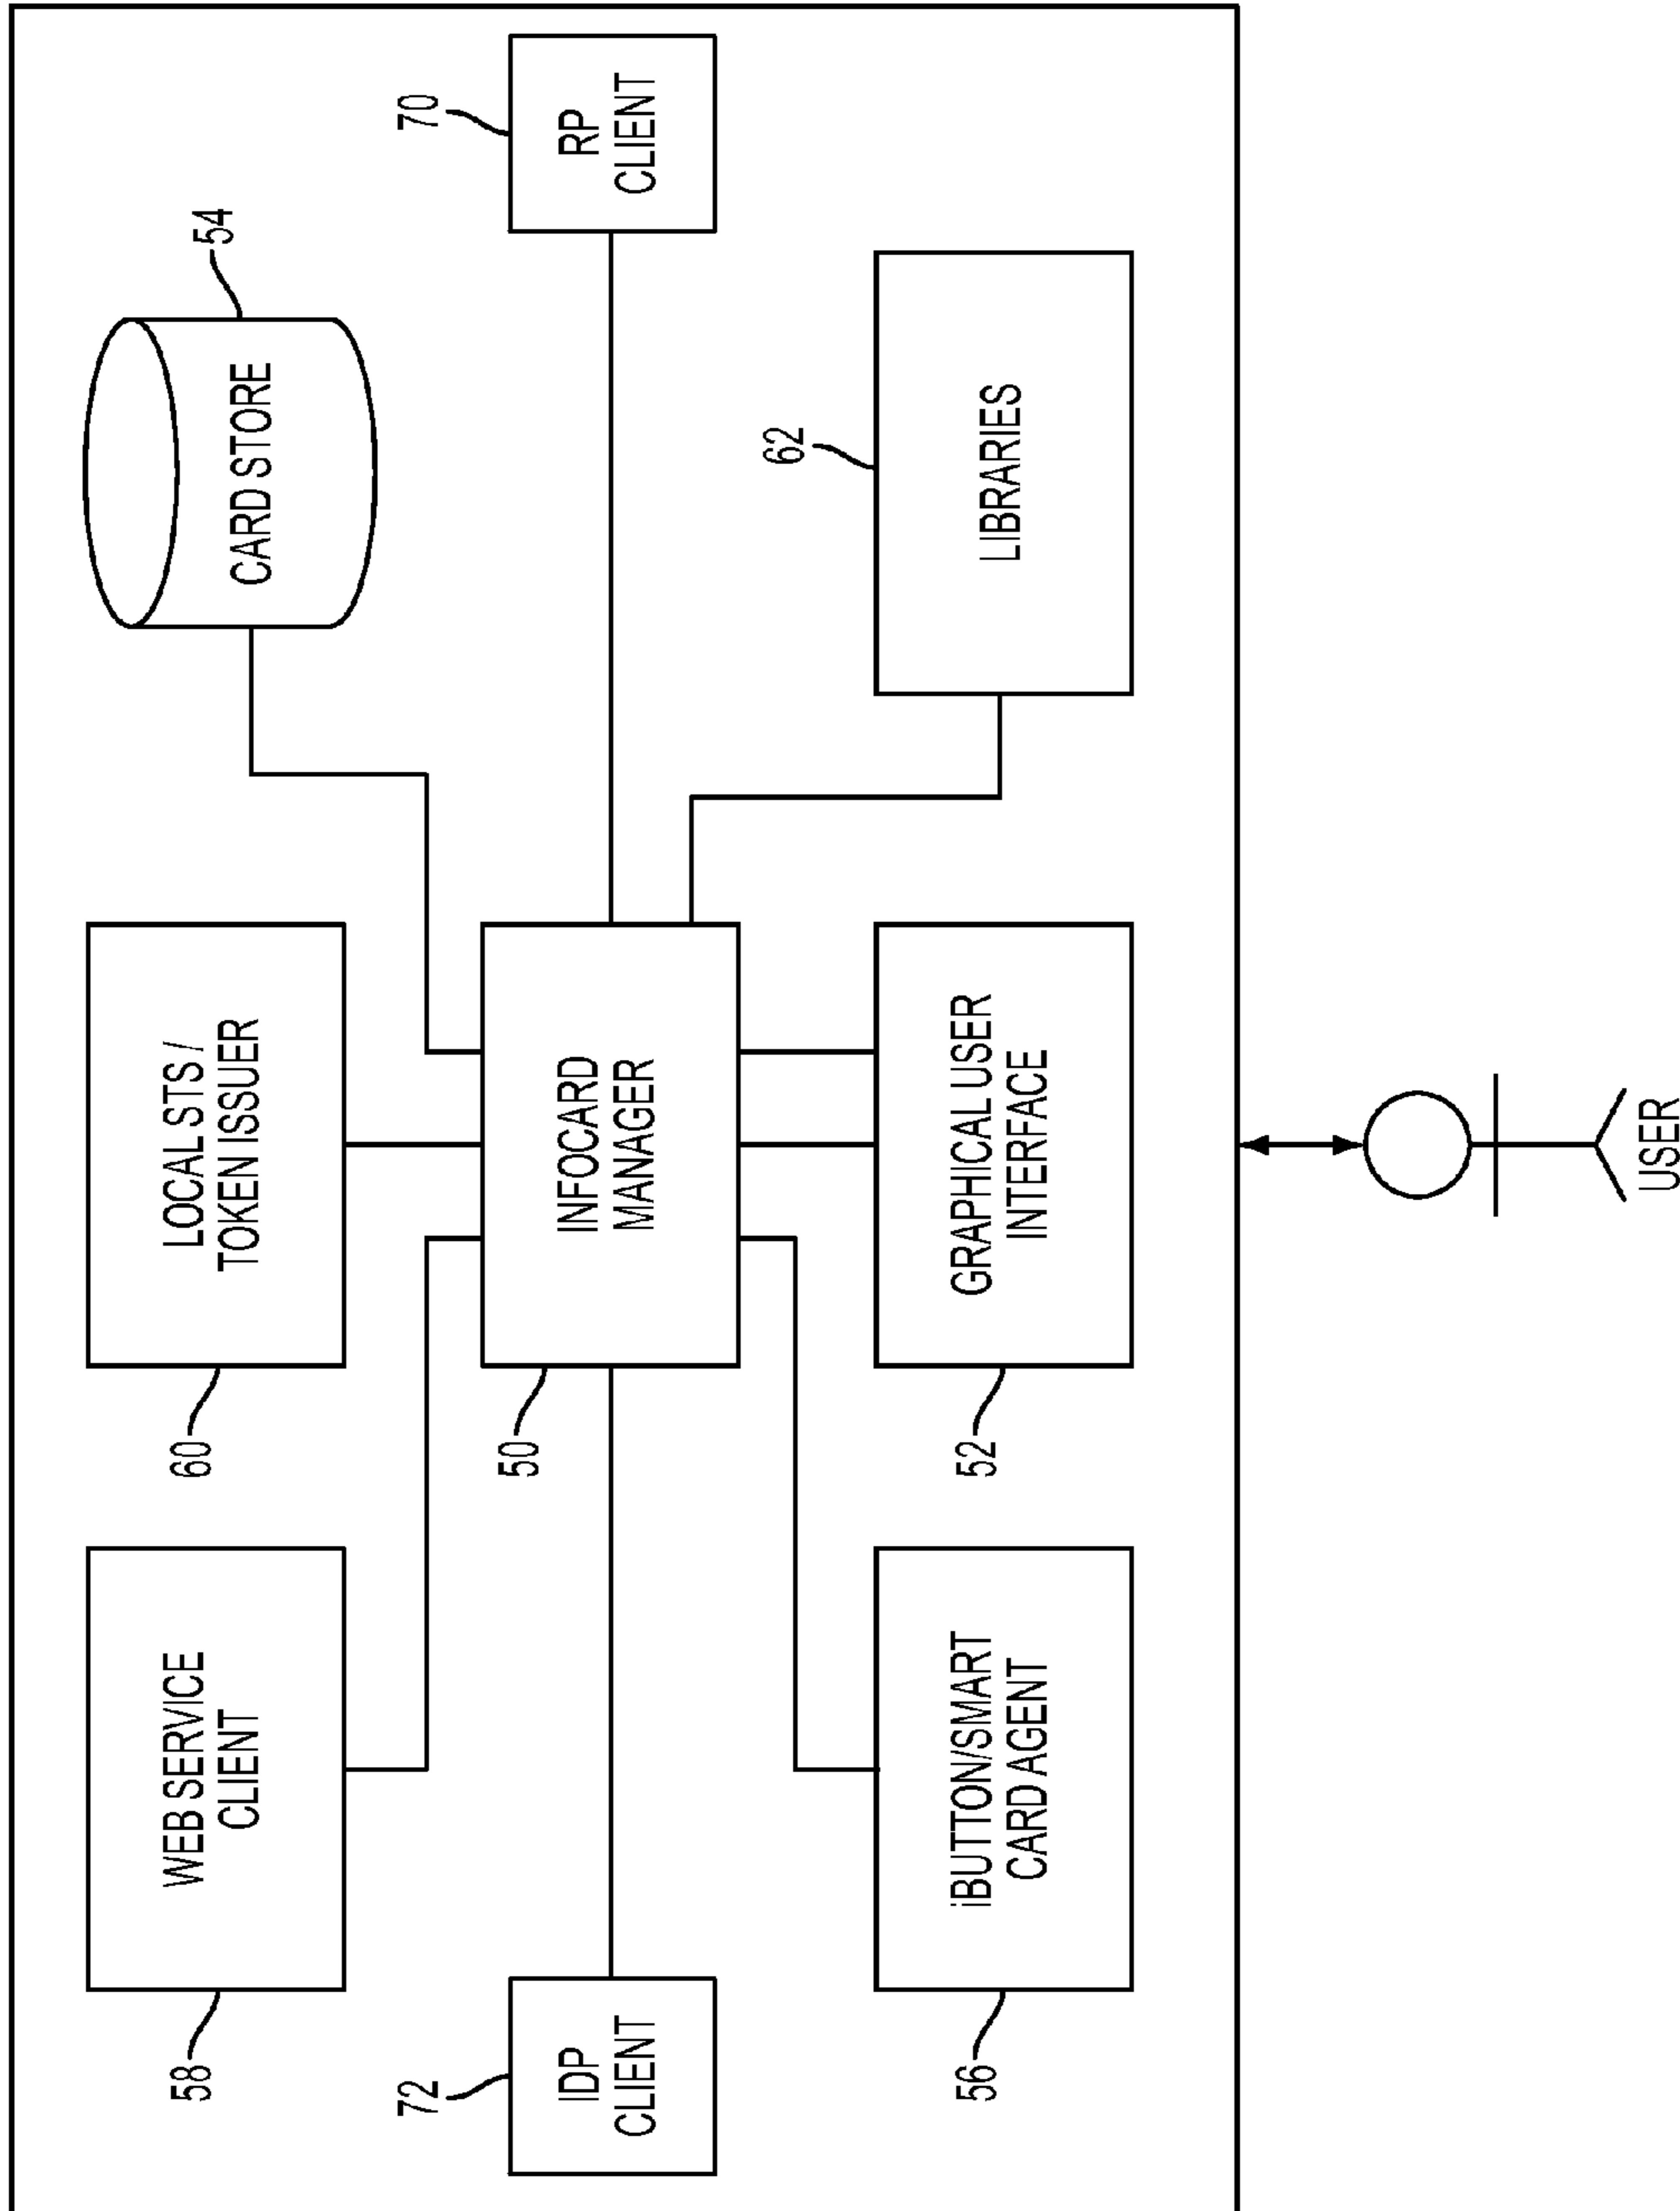 58
WEB SERVICE
CLIENT
60
LOCAL STS /
TOKEN ISSUER
CARD STORE
54
72
IDP
CLIENT
50
INFOCARD
MANAGER
70
RP
CLIENT
56
iBUTTON/SMART
CARD AGENT
52
GRAPHICAL USER
INTERFACE
62
LIBRARIES
USER